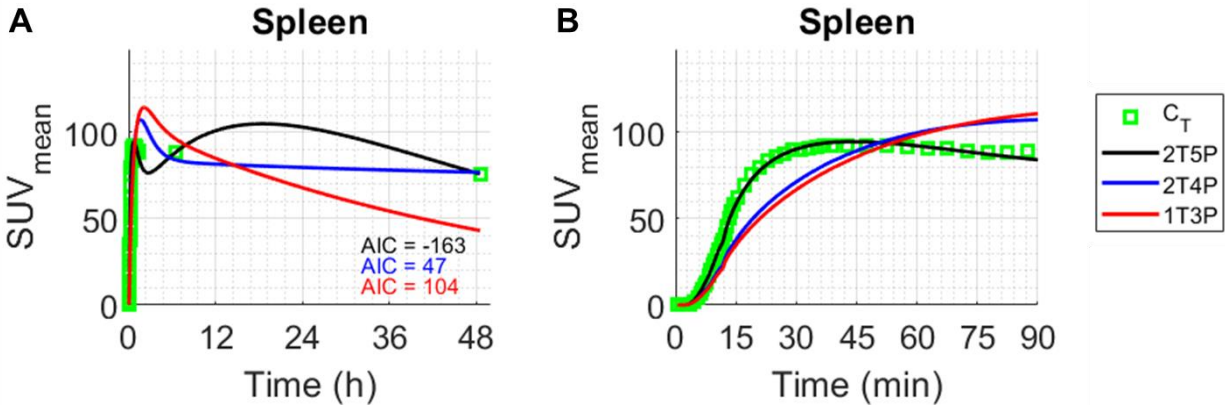 A
Spleen
SUVmean
100
50
0
AIC = -163
AIC = 47
AIC = 104
0 12 24 36 48
Time (h)
B
Spleen
SUVmean
100
50
0
0 15 30 45 60 75 90
Time (min)
CT
2T5P
2T4P
1T3P